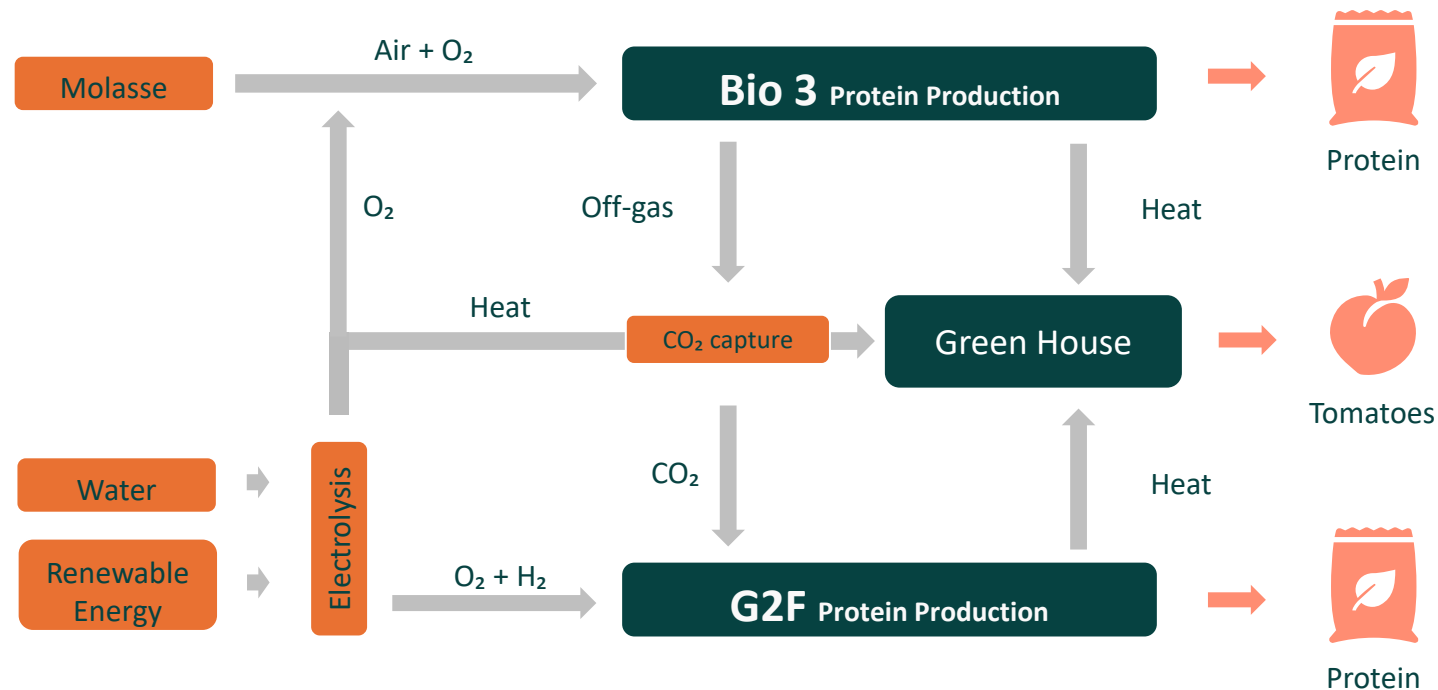 Air + O₂
Molasse
Bio 3 Protein Production
Protein
O₂
Off-gas
Heat
Heat
CO₂ capture
Green House
Tomatoes
Water
Renewable
Energy
Electrolysis
CO₂
Heat
O₂ + H₂
G2F Protein Production
Protein